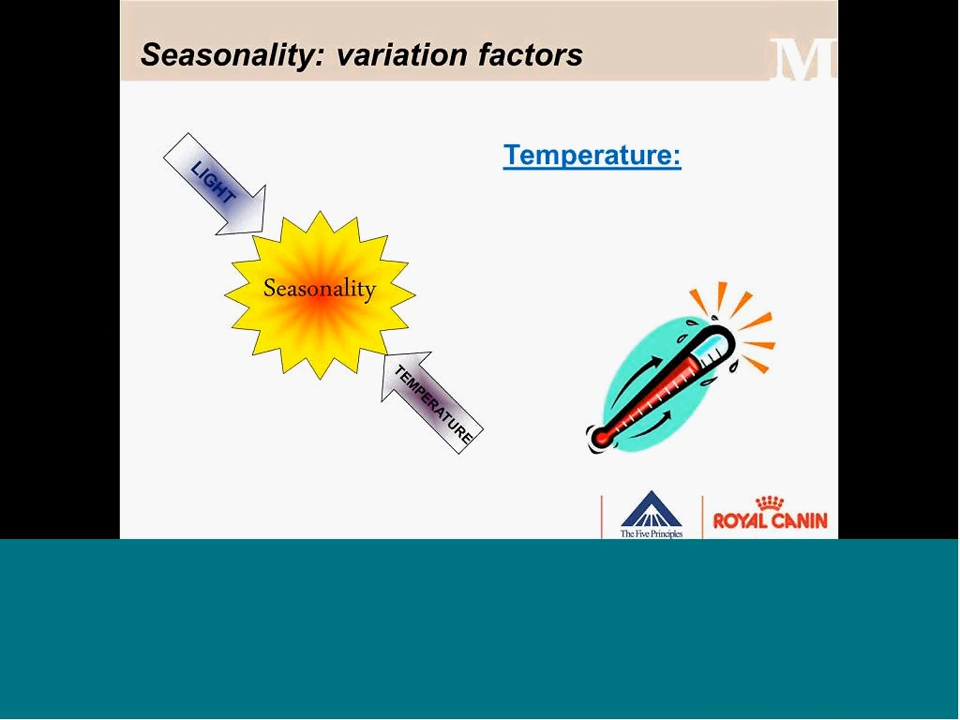 Seasonality: variation factors
M
LIGHT
Temperature:
Seasonality
TEMPERATURE
The Five Principles
ROYAL CANIN